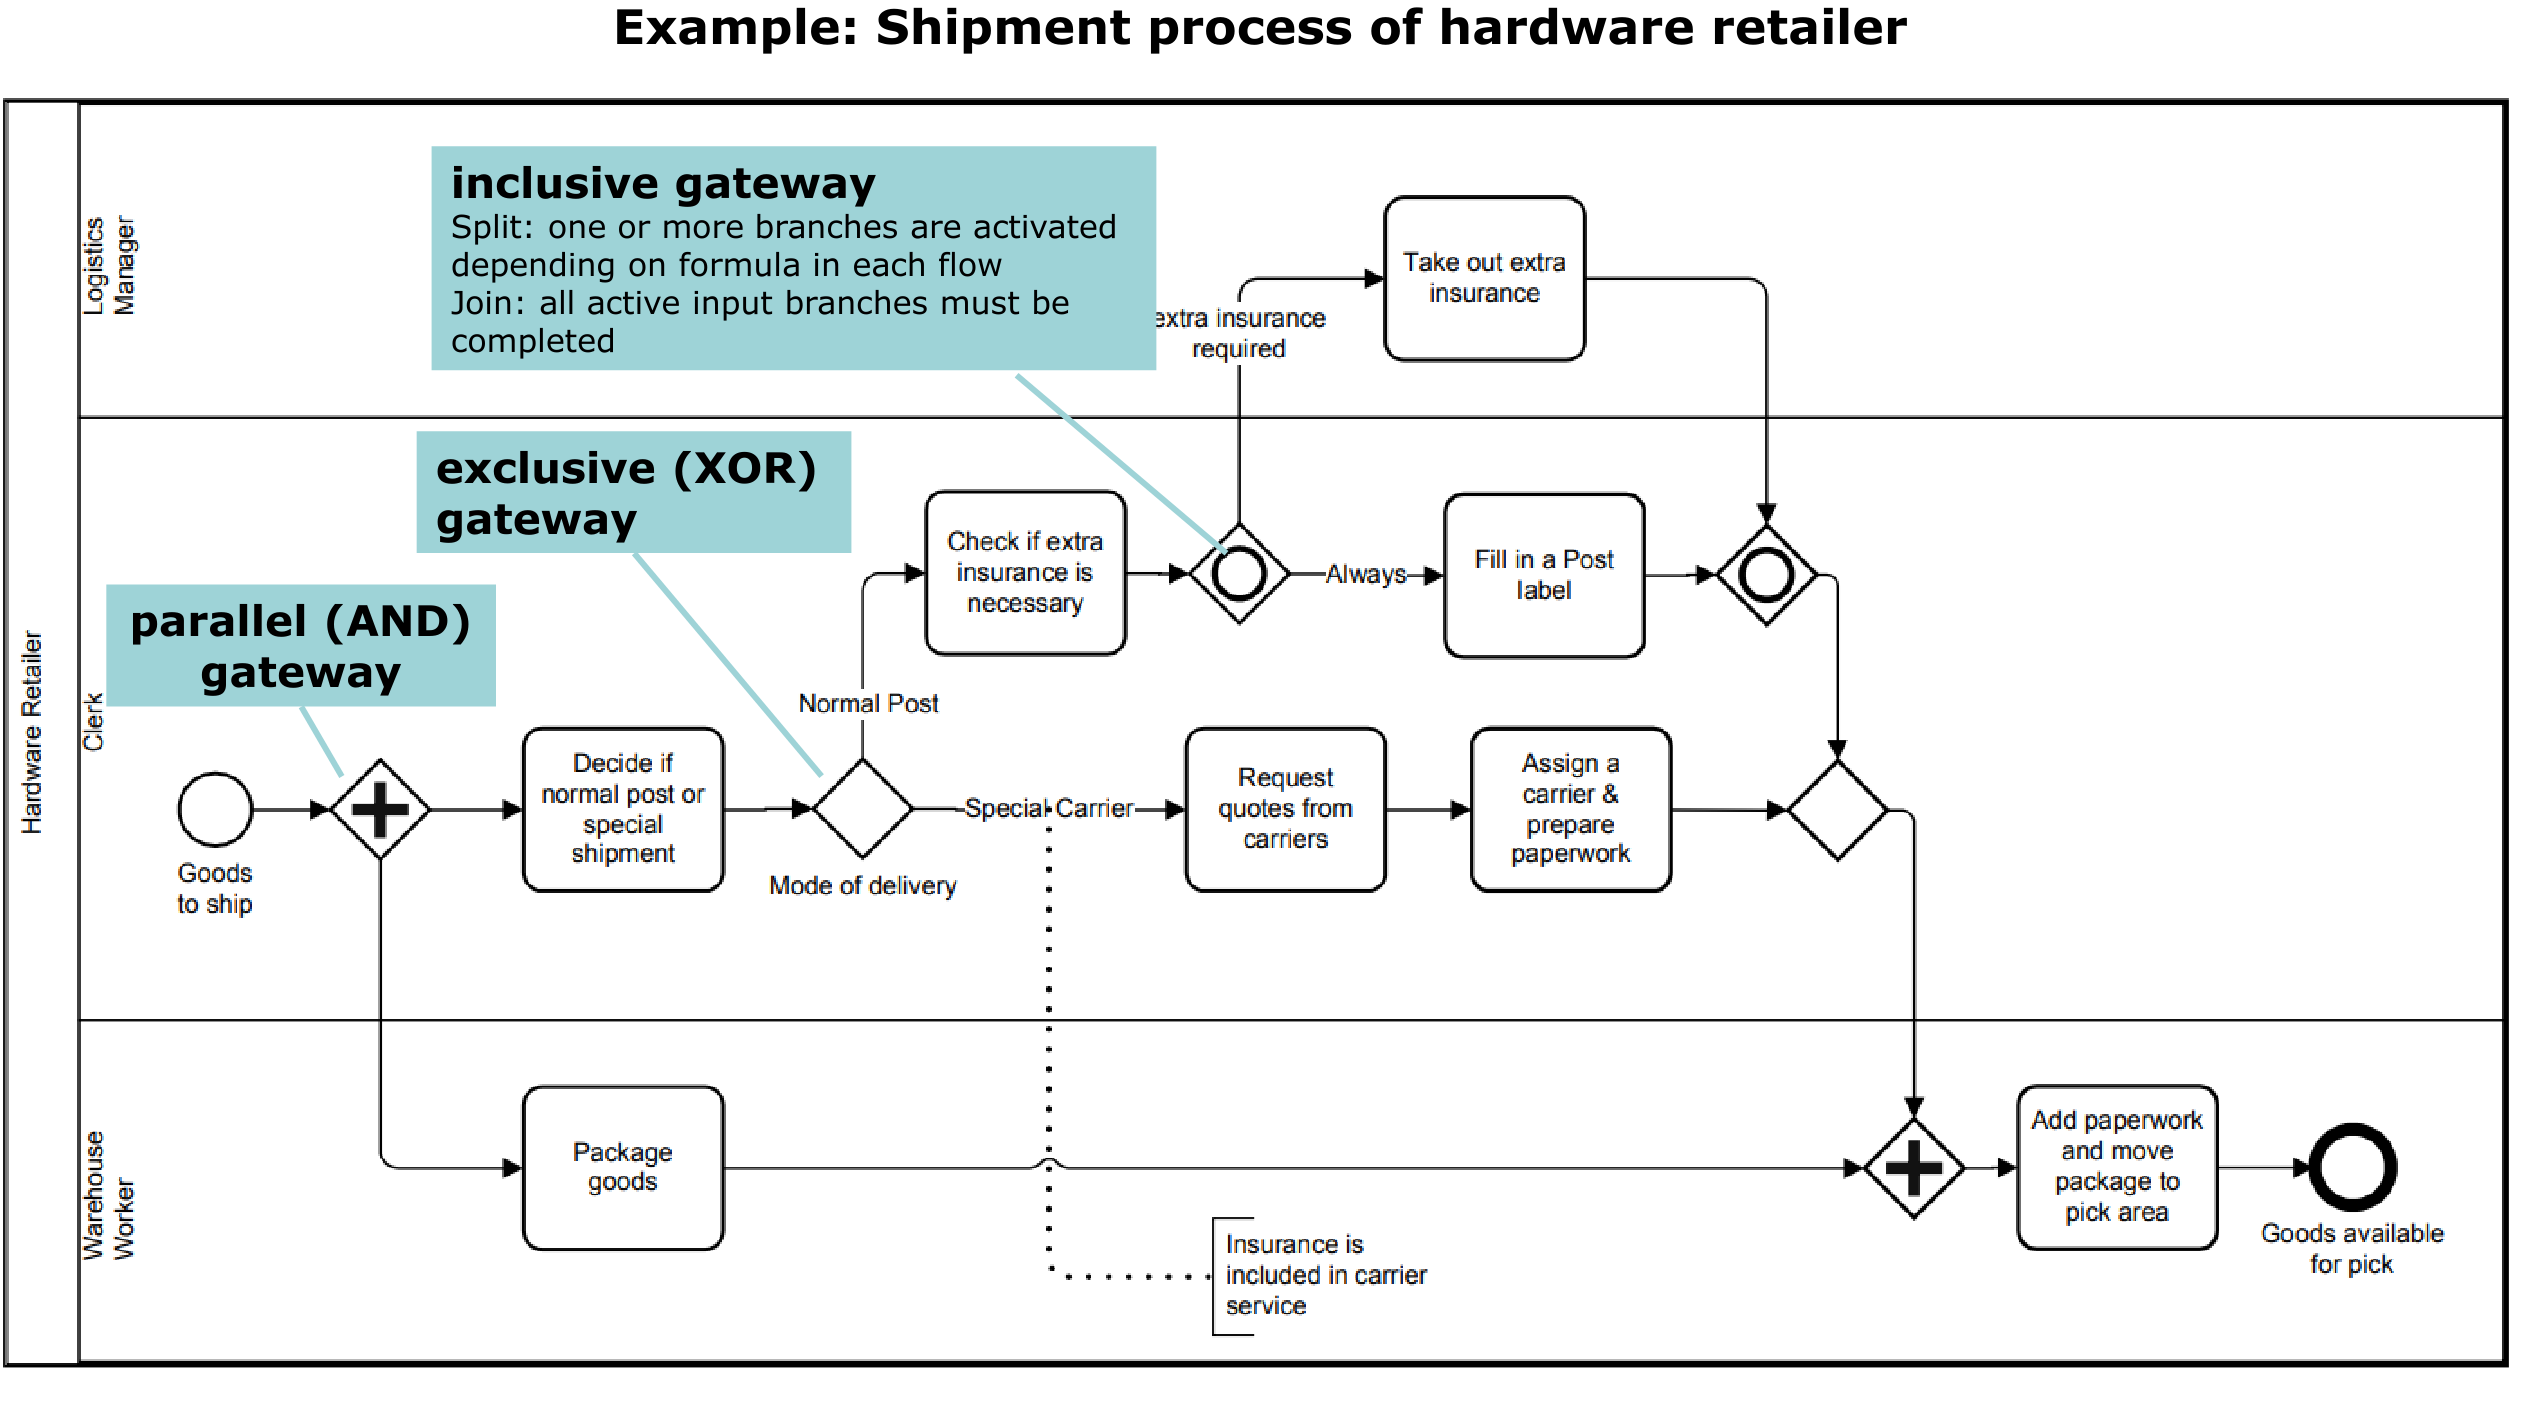 Example: Shipment process of hardware retailer
Hardware Retailer
Logistics
Manager
inclusive gateway
Split: one or more branches are activated
depending on formula in each flow
Join: all active input branches must be
completed
extra insurance
required
Take out extra
insurance
Clerk
exclusive (XOR)
gateway
parallel (AND)
gateway
Check if extra
insurance is
necessary
Always
Fill in a Post
label
Normal Post
Goods
to ship
Decide if
normal post or
special
shipment
Mode of delivery
Special Carrier
Request
quotes from
carriers
Assign a
carrier &
prepare
paperwork
Warehouse
Worker
Package
goods
Insurance is
included in carrier
service
Add paperwork
and move
package to
pick area
Goods available
for pick